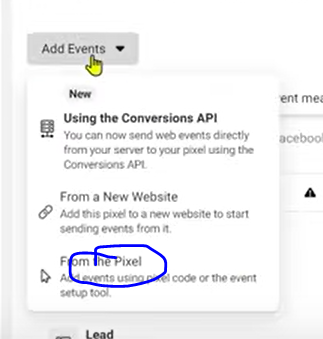 Add Events
New
Using the Conversions API
You can now send web events directly
from your server to your pixel using the
Conversions API.
ent mea
acebook
From a New Website
Add this pixel to a new website to start
sending events from it.
From the Pixel
Add events using pixel code or the event
setup tool.
Lead